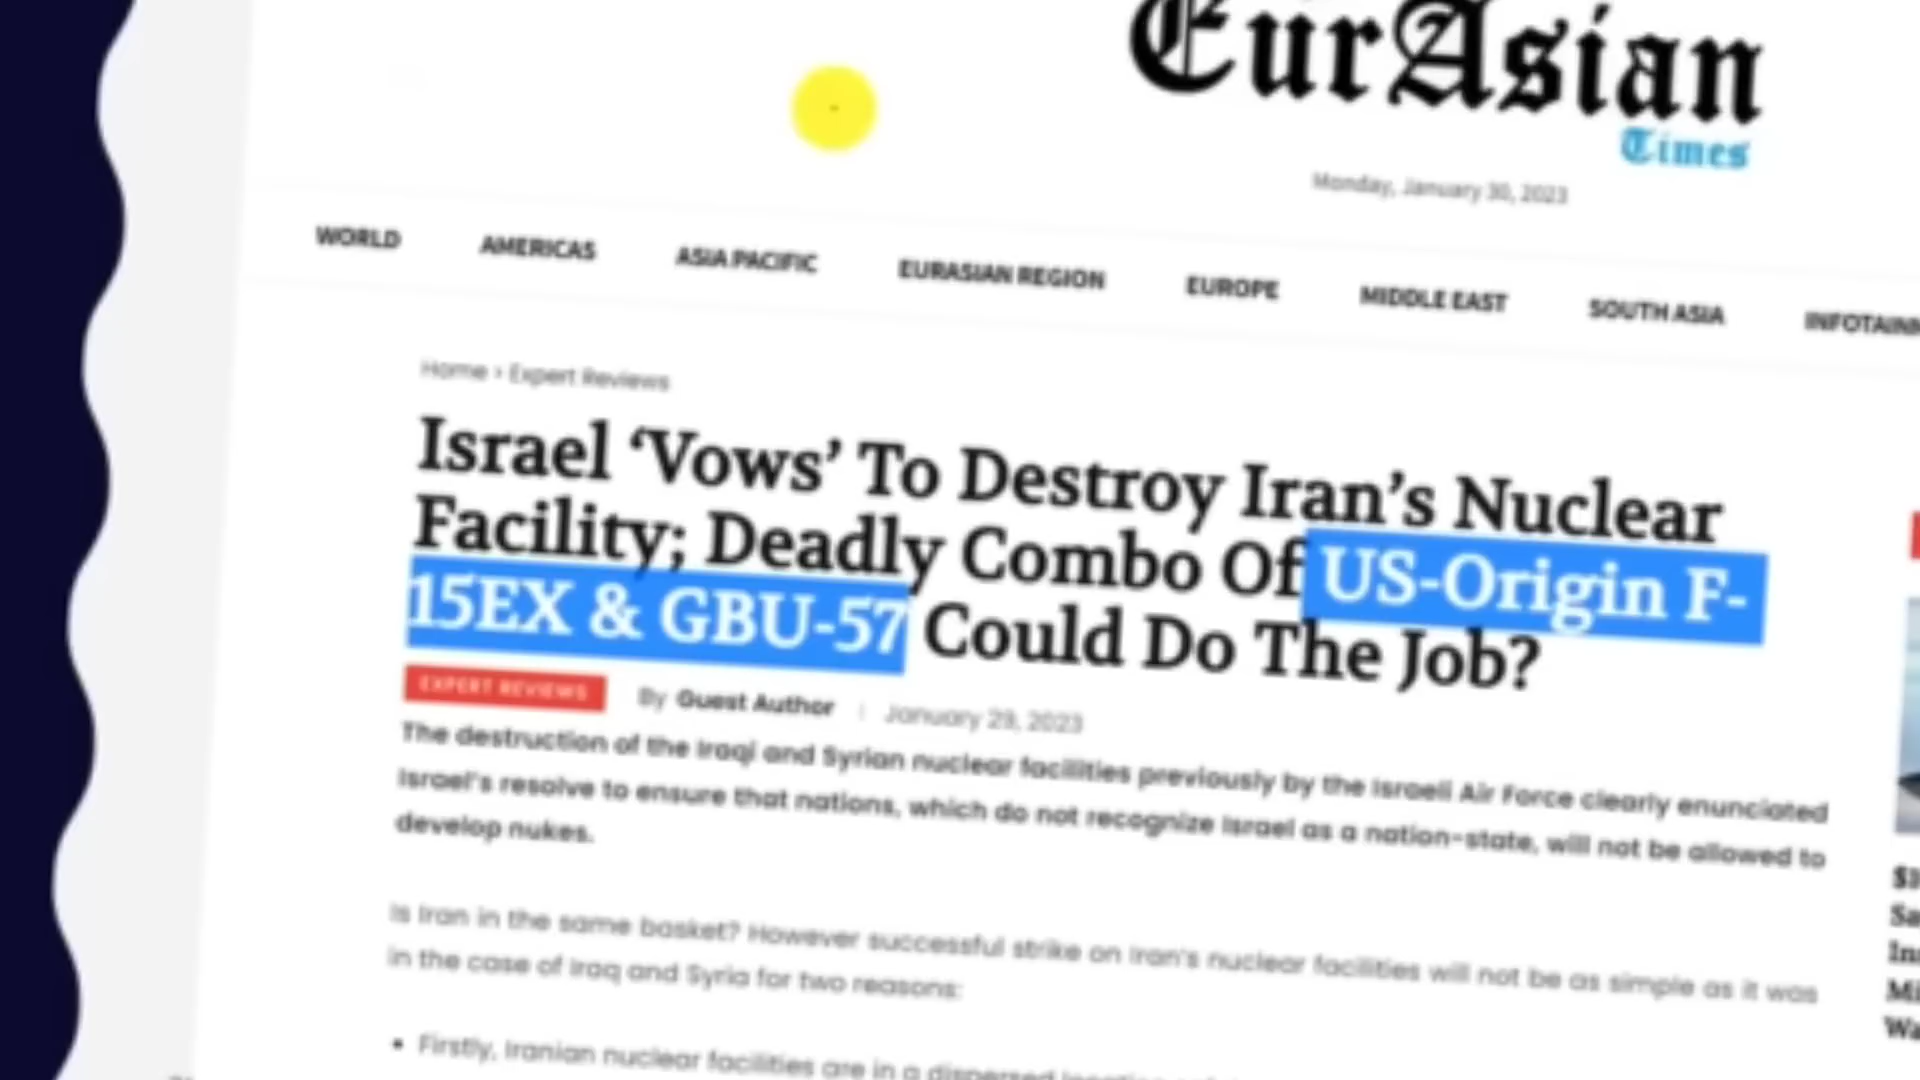 EurAsian
Times
Monday, January 30, 2023
WORLD AMERICAS ASIA PACIFIC EURASIAN REGION EUROPE MIDDLE EAST SOUTH ASIA
Home › Expert Reviews
Israel ‘Vows’ To Destroy Iran’s Nuclear
Facility; Deadly Combo Of US-Origin F-
15EX & GBU-57 Could Do The Job?
EXPERT REVIEWS By Guest Author | January 29, 2023
The destruction of the Iraqi and Syrian nuclear facilities previously by the Israeli Air Force clearly enunciated
Israel's resolve to ensure that nations, which do not recognize Israel as a nation-state, will not be allowed to
develop nukes.
Is Iran in the same basket? However successful strike on Iran's nuclear facilities will not be as simple as it was
in the case of Iraq and Syria for two reasons:
• Firstly, Iranian nuclear facilities are in a dispersed